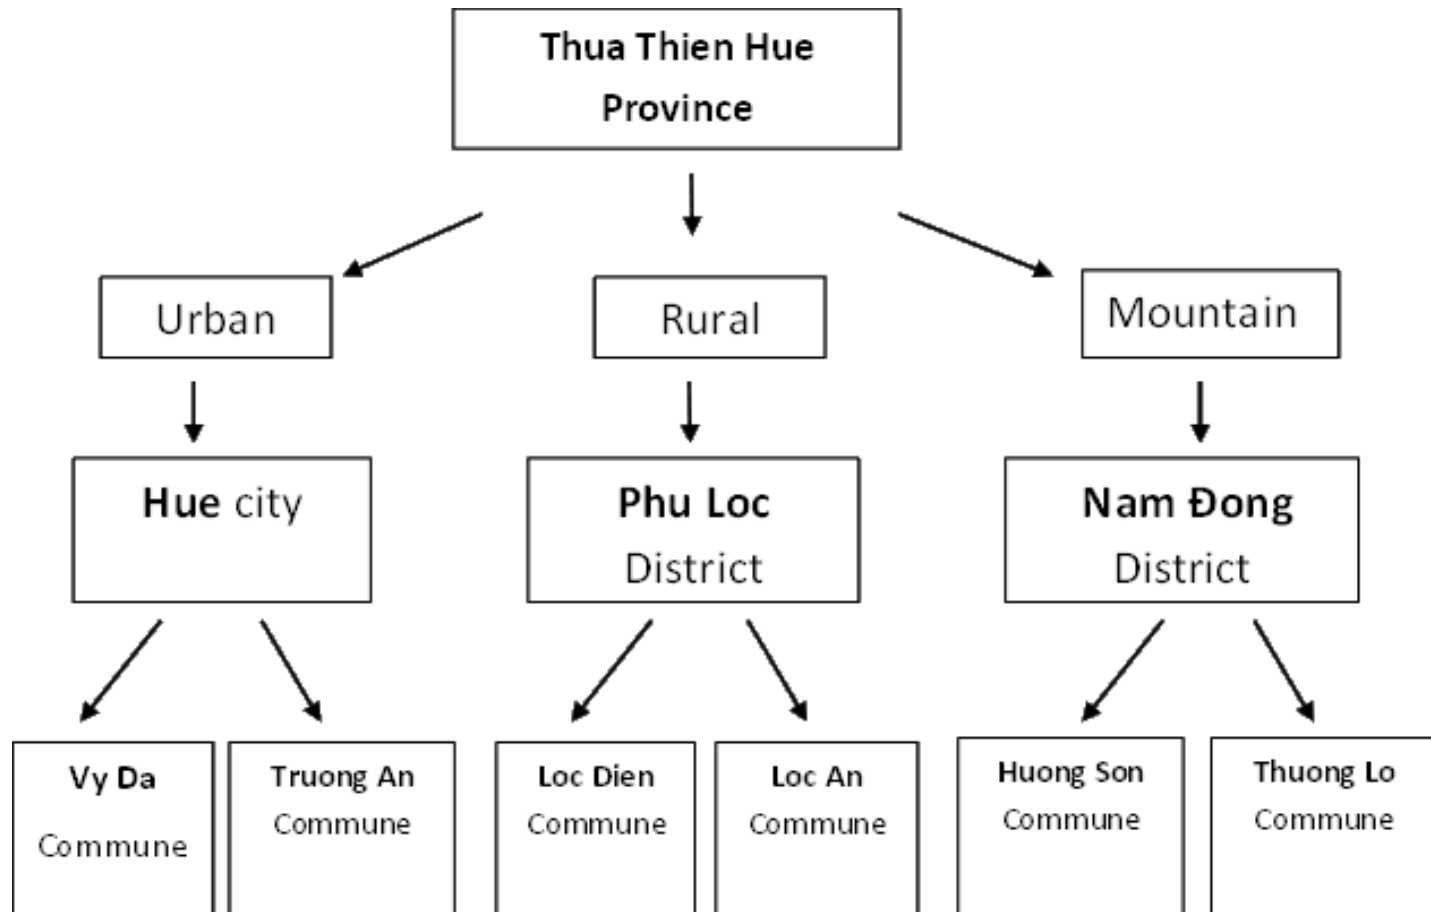 Thua Thien Hue
Province
Urban
Rural
Mountain
Hue city
Phu Loc
District
Nam Đong
District
Vy Da
Commune
Truong An
Commune
Loc Dien
Commune
Loc An
Commune
Huong Son
Commune
Thuong Lo
Commune